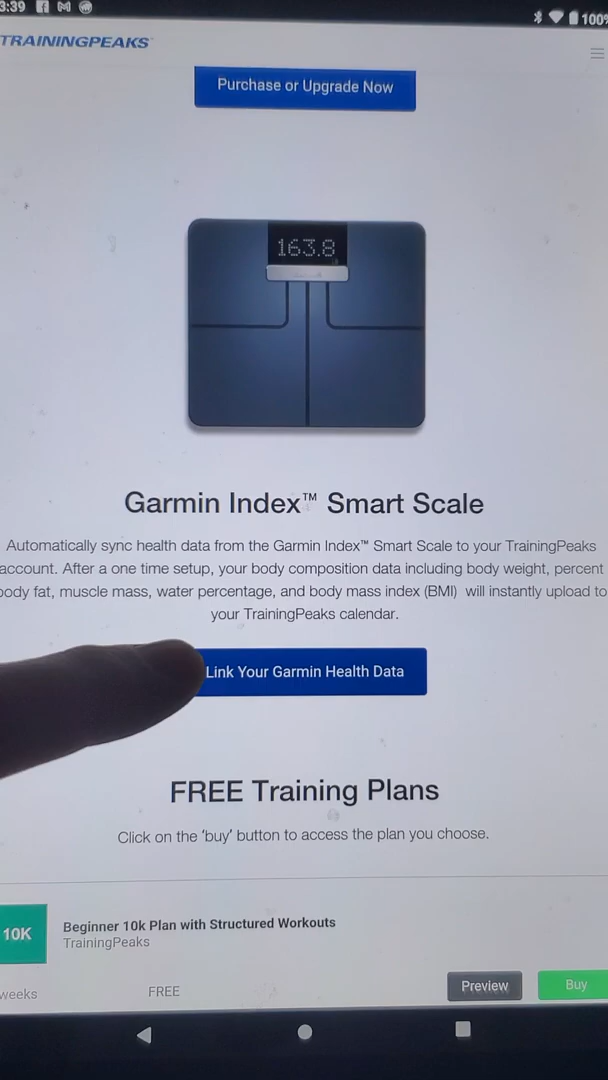 3:39
100%
TRAININGPEAKS
Purchase or Upgrade Now
163.8
Garmin Index™ Smart Scale
Automatically sync health data from the Garmin Index™ Smart Scale to your TrainingPeaks
account. After a one time setup, your body composition data including body weight, percent
body fat, muscle mass, water percentage, and body mass index (BMI) will instantly upload to
your TrainingPeaks calendar.
Link Your Garmin Health Data
FREE Training Plans
Click on the 'buy' button to access the plan you choose.
10K
Beginner 10k Plan with Structured Workouts
TrainingPeaks
weeks
FREE
Preview
Buy